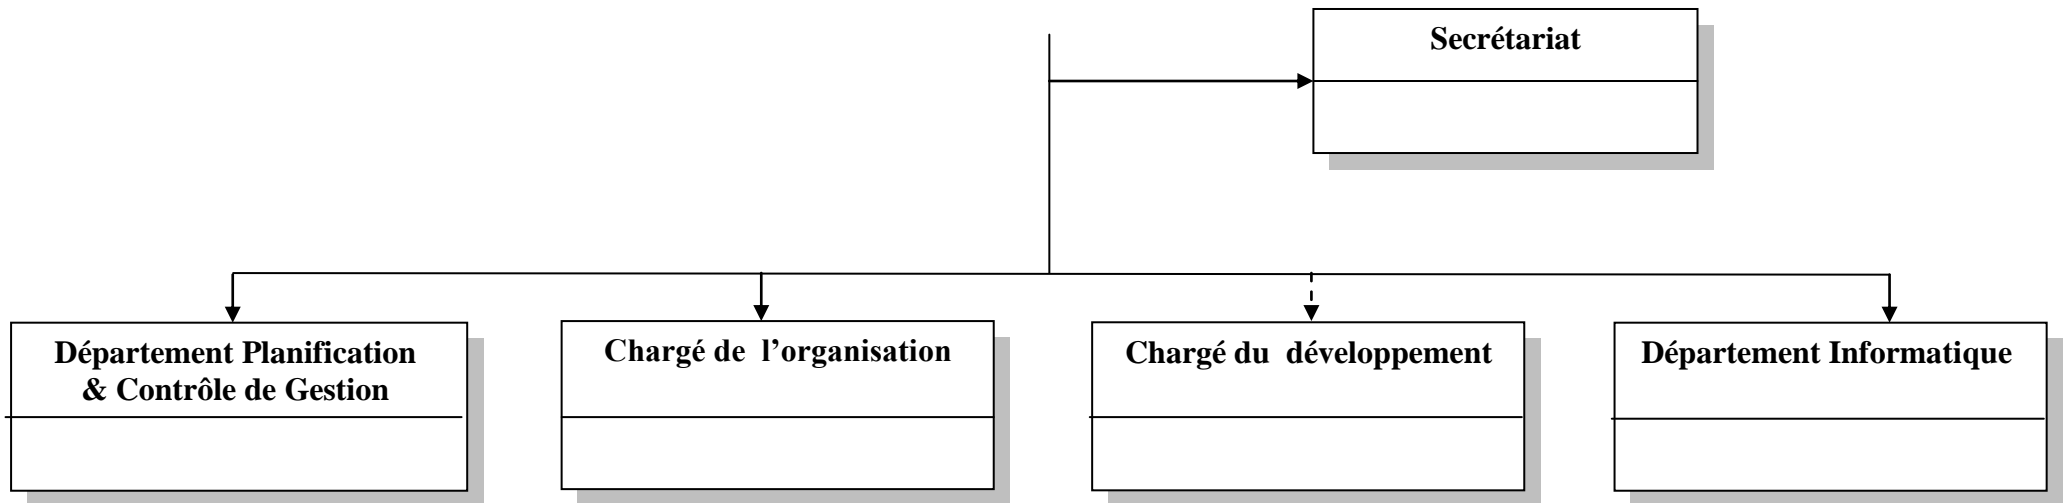 Secrétariat
Département Planification
& Contrôle de Gestion
Chargé de l’organisation
Chargé du développement
Département Informatique